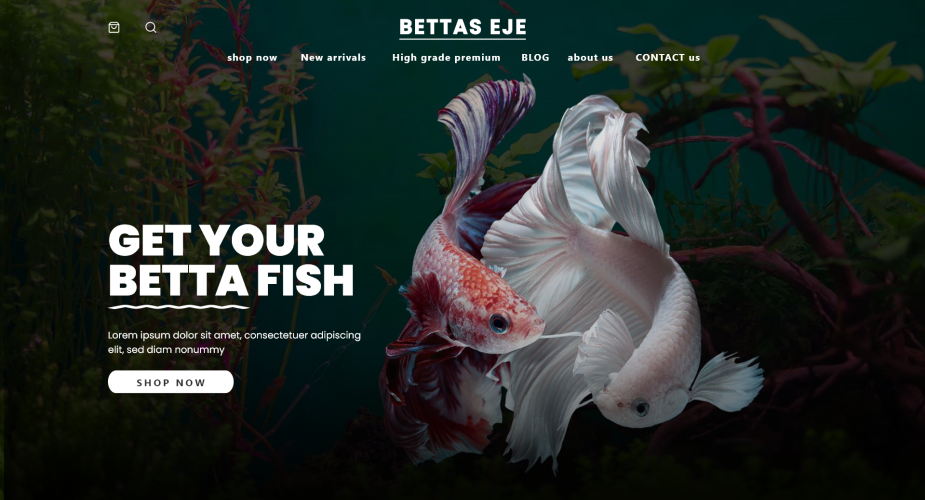 BETTAS EJE
shop now New arrivals High grade premium BLOG about us CONTACT us
GET YOUR
BETTA FISH
Lorem ipsum dolor sit amet, consectetuer adipiscing
elit, sed diam nonummy
SHOP NOW